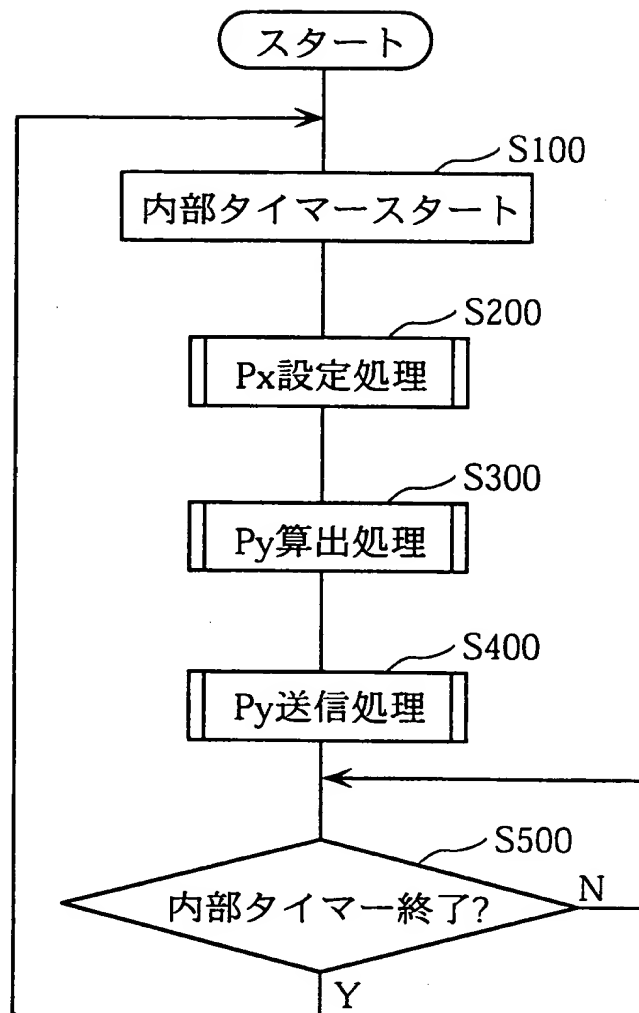 スタート
S100
内部タイマースタート
S200
Px設定処理
S300
Py算出処理
S400
Py送信処理
S500
内部タイマー終了?
N
Y